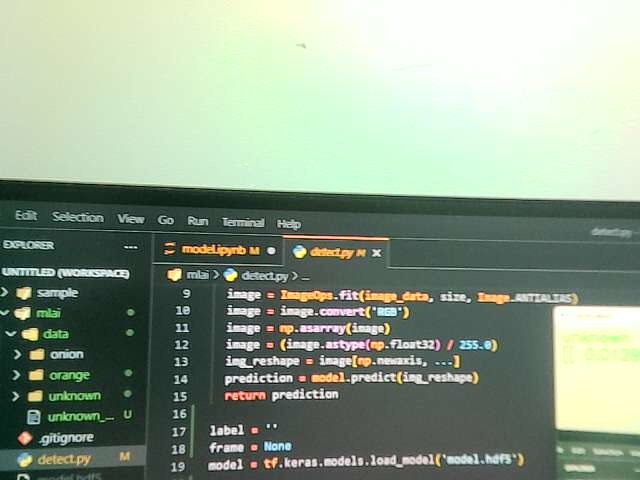 Edit Selection View Go Run Terminal Help
detect.py
EXPLORER ...
model.ipynb M
detect.py M X
UNTITLED (WORKSPACE)
mlai > detect.py > ...
> sample
mlai
data
> onion
> orange
> unknown
unknown_... U
.gitignore
detect.py M
model.hdf5
9 image = ImageOps.fit(image_data, size, Image.ANTIALIAS)
10 image = image.convert('RGB')
11 image = np.asarray(image)
12 image = (image.astype(np.float32) / 255.0)
13 img_reshape = image[np.newaxis, ...]
14 prediction = model.predict(img_reshape)
15 return prediction
16
17 label = ''
18 frame = None
19 model = tf.keras.models.load_model('model.hdf5')